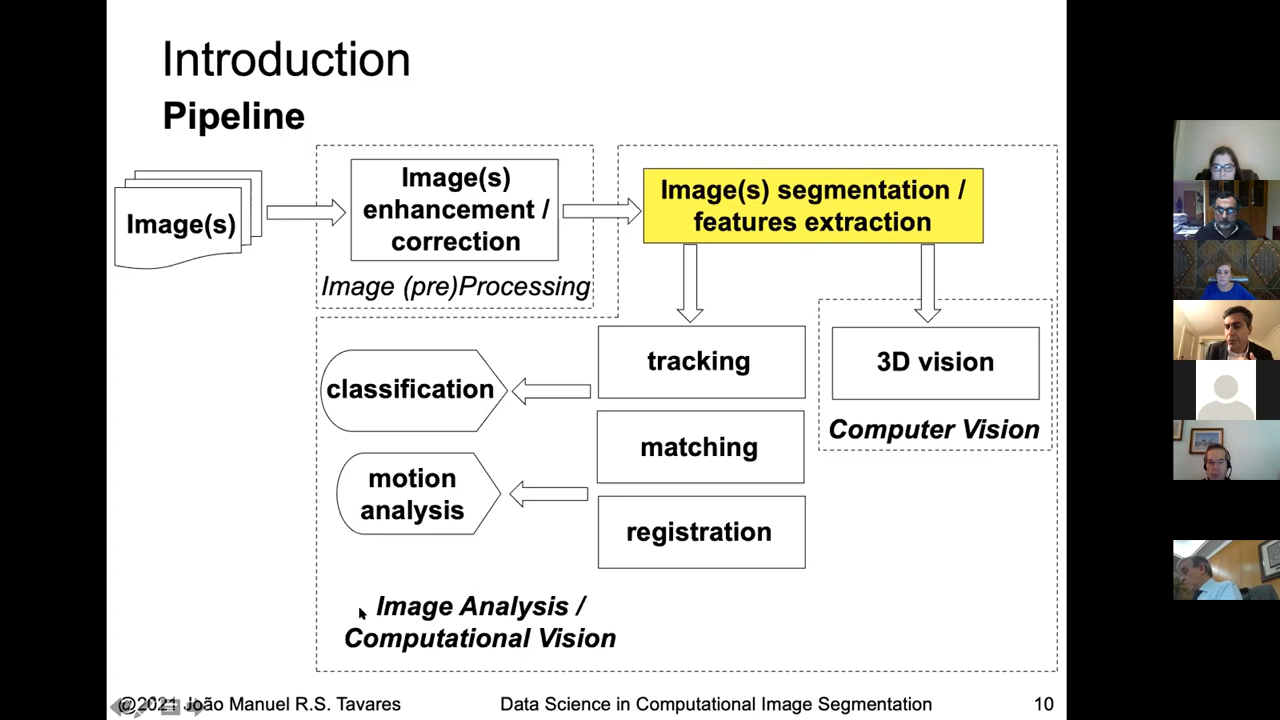 Introduction
Pipeline
Image(s)
Image(s)
enhancement /
correction
Image (pre)Processing
Image(s) segmentation /
features extraction
tracking
matching
registration
3D vision
Computer Vision
classification
motion
analysis
Image Analysis /
Computational Vision
@2021 João Manuel R.S. Tavares
Data Science in Computational Image Segmentation
10